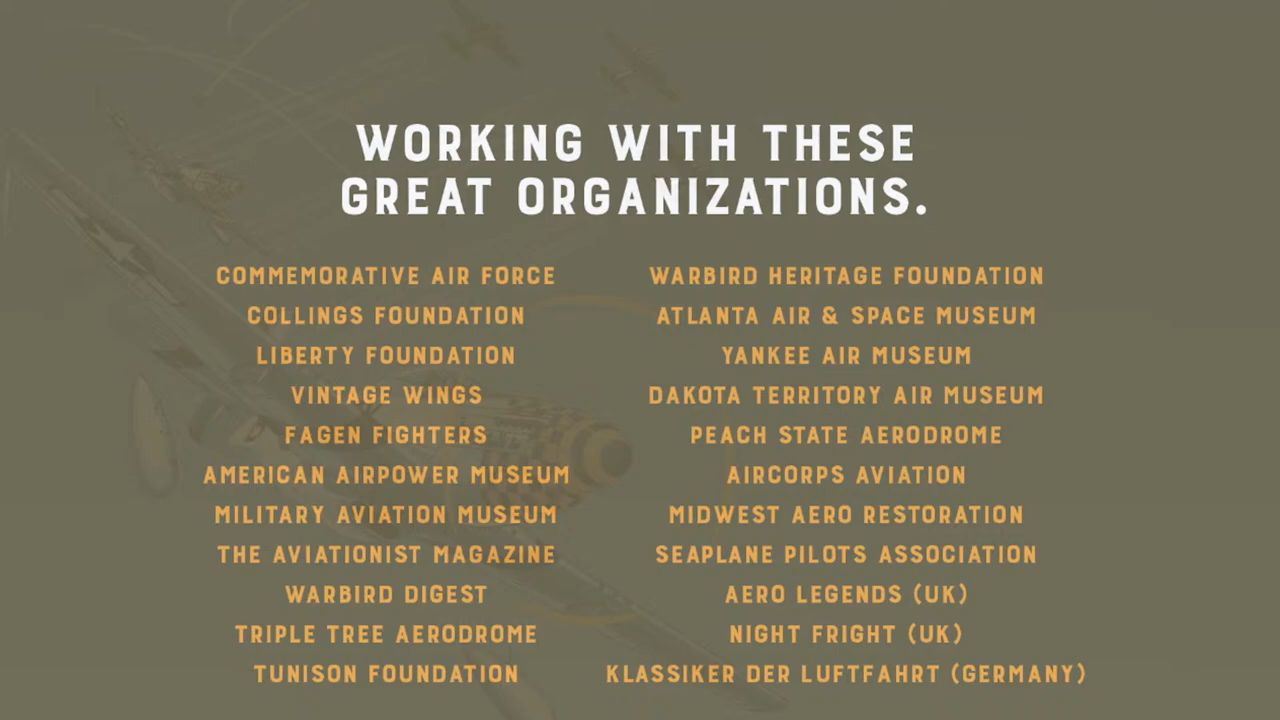 WORKING WITH THESE
GREAT ORGANIZATIONS.
COMMEMORATIVE AIR FORCE
COLLINGS FOUNDATION
LIBERTY FOUNDATION
VINTAGE WINGS
FAGEN FIGHTERS
AMERICAN AIRPOWER MUSEUM
MILITARY AVIATION MUSEUM
THE AVIATIONIST MAGAZINE
WARBIRD DIGEST
TRIPLE TREE AERODROME
TUNISON FOUNDATION
WARBIRD HERITAGE FOUNDATION
ATLANTA AIR & SPACE MUSEUM
YANKEE AIR MUSEUM
DAKOTA TERRITORY AIR MUSEUM
PEACH STATE AERODROME
AIRCORPS AVIATION
MIDWEST AERO RESTORATION
SEAPLANE PILOTS ASSOCIATION
AERO LEGENDS (UK)
NIGHT FRIGHT (UK)
KLASSIKER DER LUFTFAHRT (GERMANY)